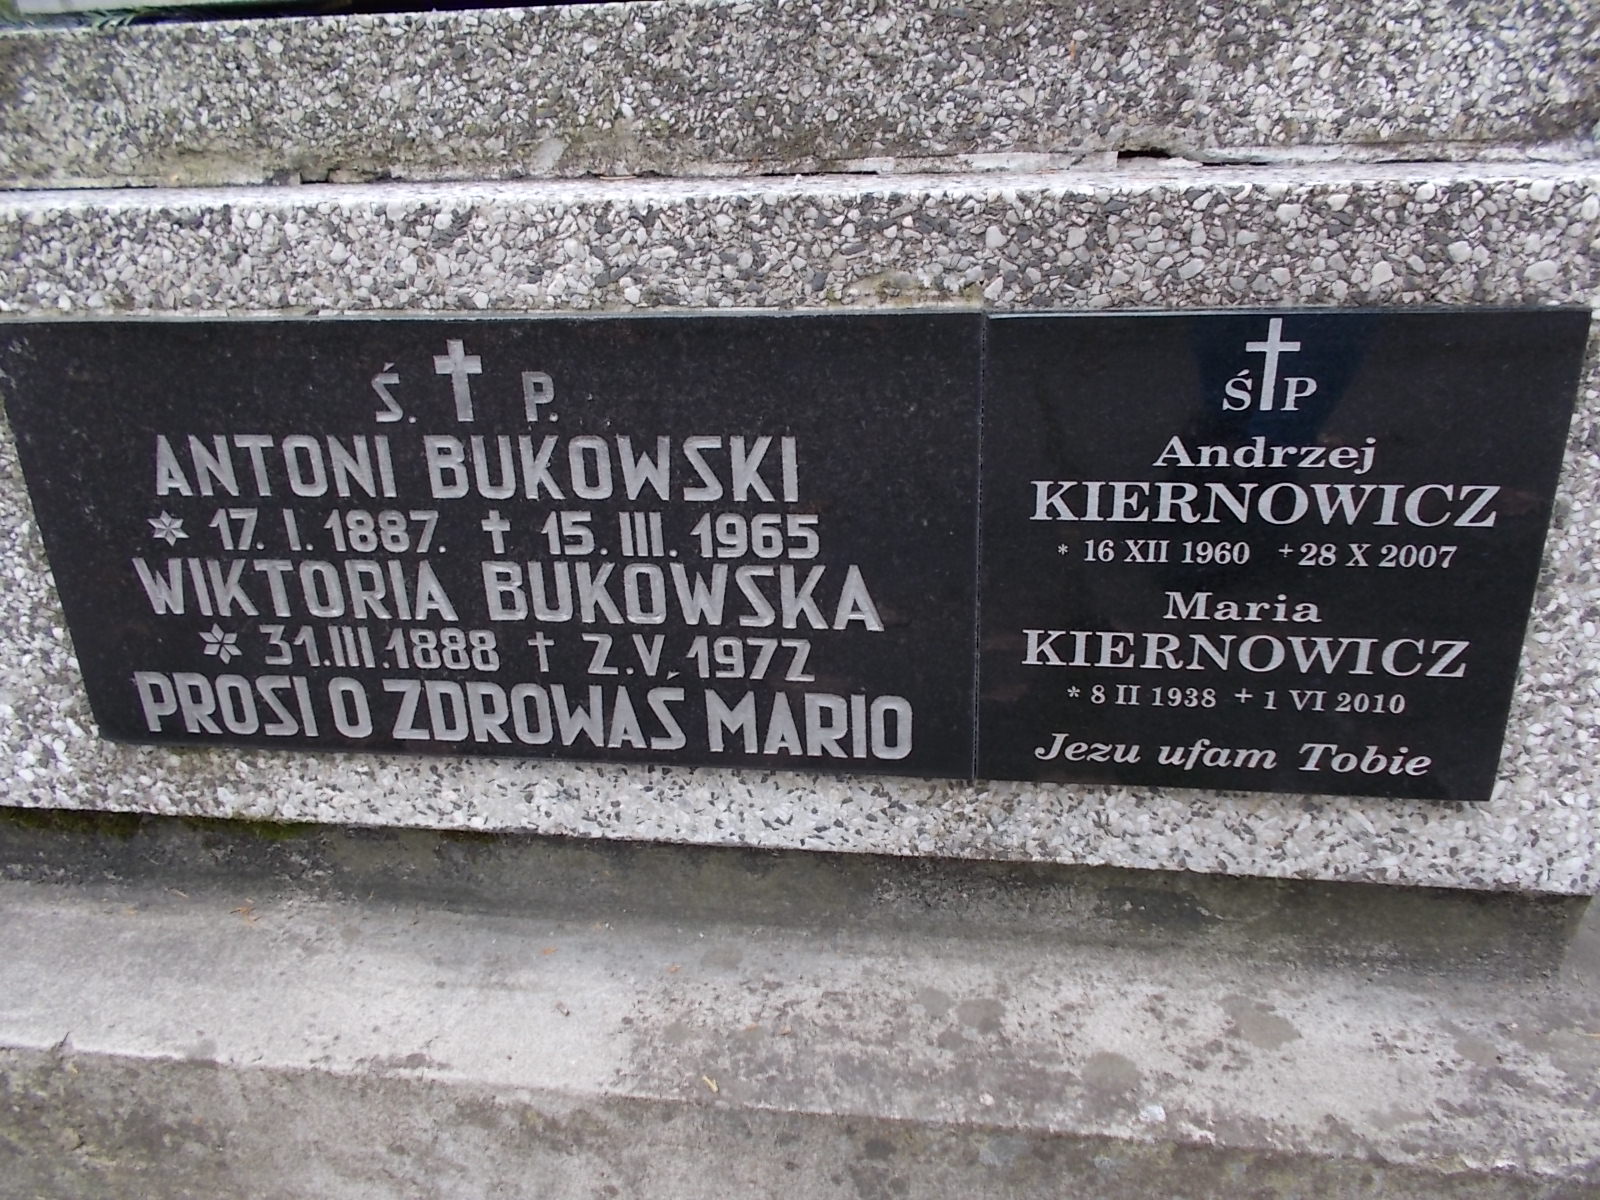 Ś. ✝ P.
ANTONI BUKOWSKI
✶ 17. I. 1887. ✝ 15. III. 1965
WIKTORIA BUKOWSKA
✶ 31.III.1888 ✝ 2.V.1972
PROSI O ZDROWAŚ MARIO
Ś✝P
Andrzej
KIERNOWICZ
* 16 XII 1960 +28 X 2007
Maria
KIERNOWICZ
* 8 II 1938 + 1 VI 2010
Jezu ufam Tobie